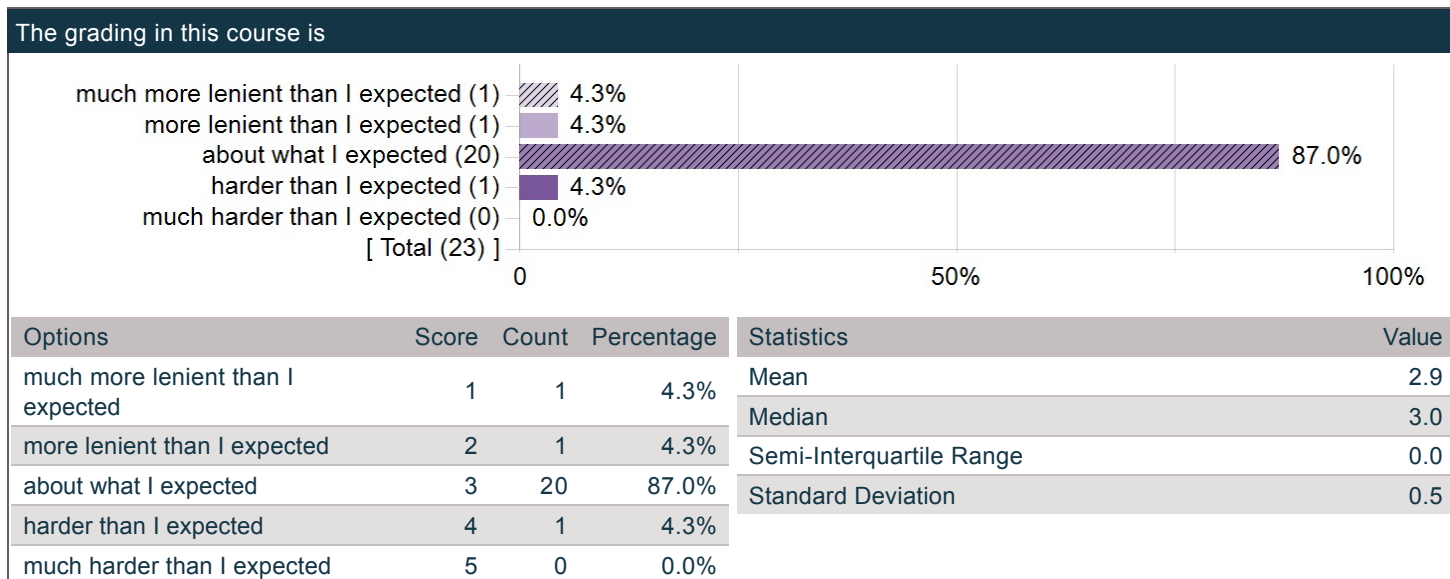 The grading in this course is
much more lenient than I expected (1) 4.3%
more lenient than I expected (1) 4.3%
about what I expected (20) 87.0%
harder than I expected (1) 4.3%
much harder than I expected (0) 0.0%
[ Total (23) ]
0 50% 100%
Options Score Count Percentage
much more lenient than I
expected 1 1 4.3%
more lenient than I expected 2 1 4.3%
about what I expected 3 20 87.0%
harder than I expected 4 1 4.3%
much harder than I expected 5 0 0.0%
Statistics Value
Mean 2.9
Median 3.0
Semi-Interquartile Range 0.0
Standard Deviation 0.5